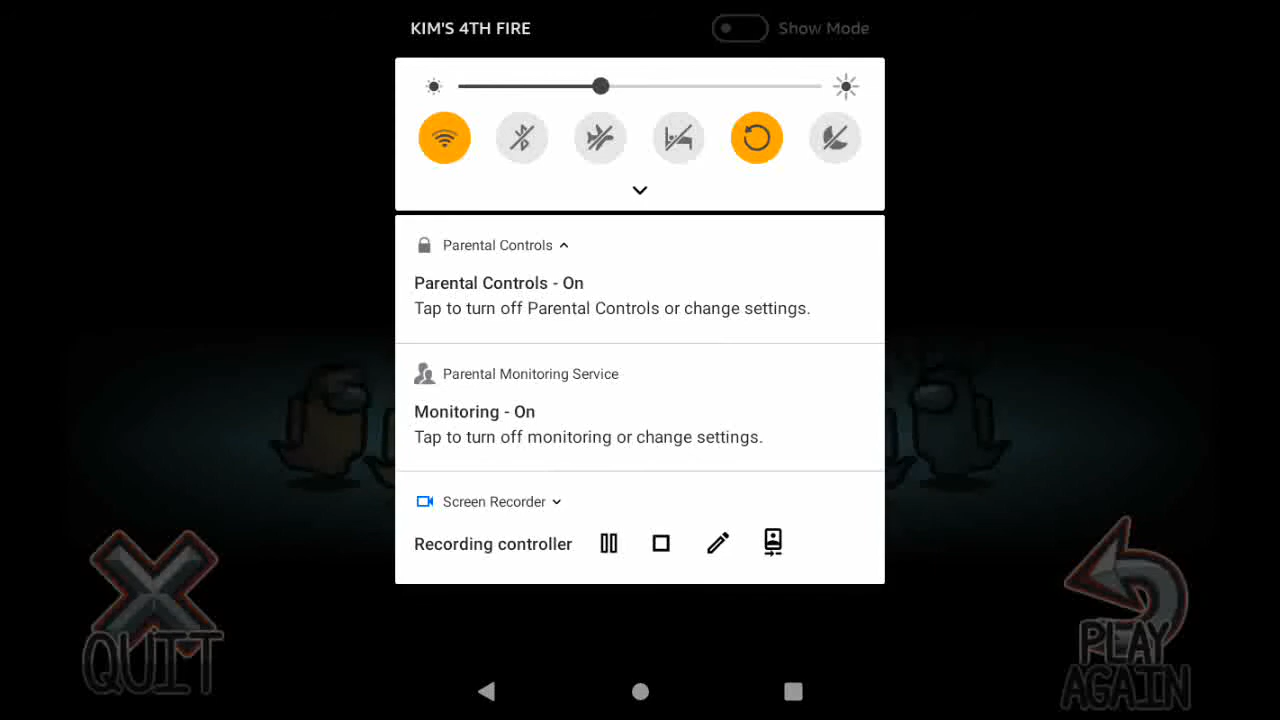 KIM'S 4TH FIRE
Show Mode
Parental Controls
Parental Controls - On
Tap to turn off Parental Controls or change settings.
Parental Monitoring Service
Monitoring - On
Tap to turn off monitoring or change settings.
Screen Recorder
Recording controller
QUiT
PLAY
AGAIN